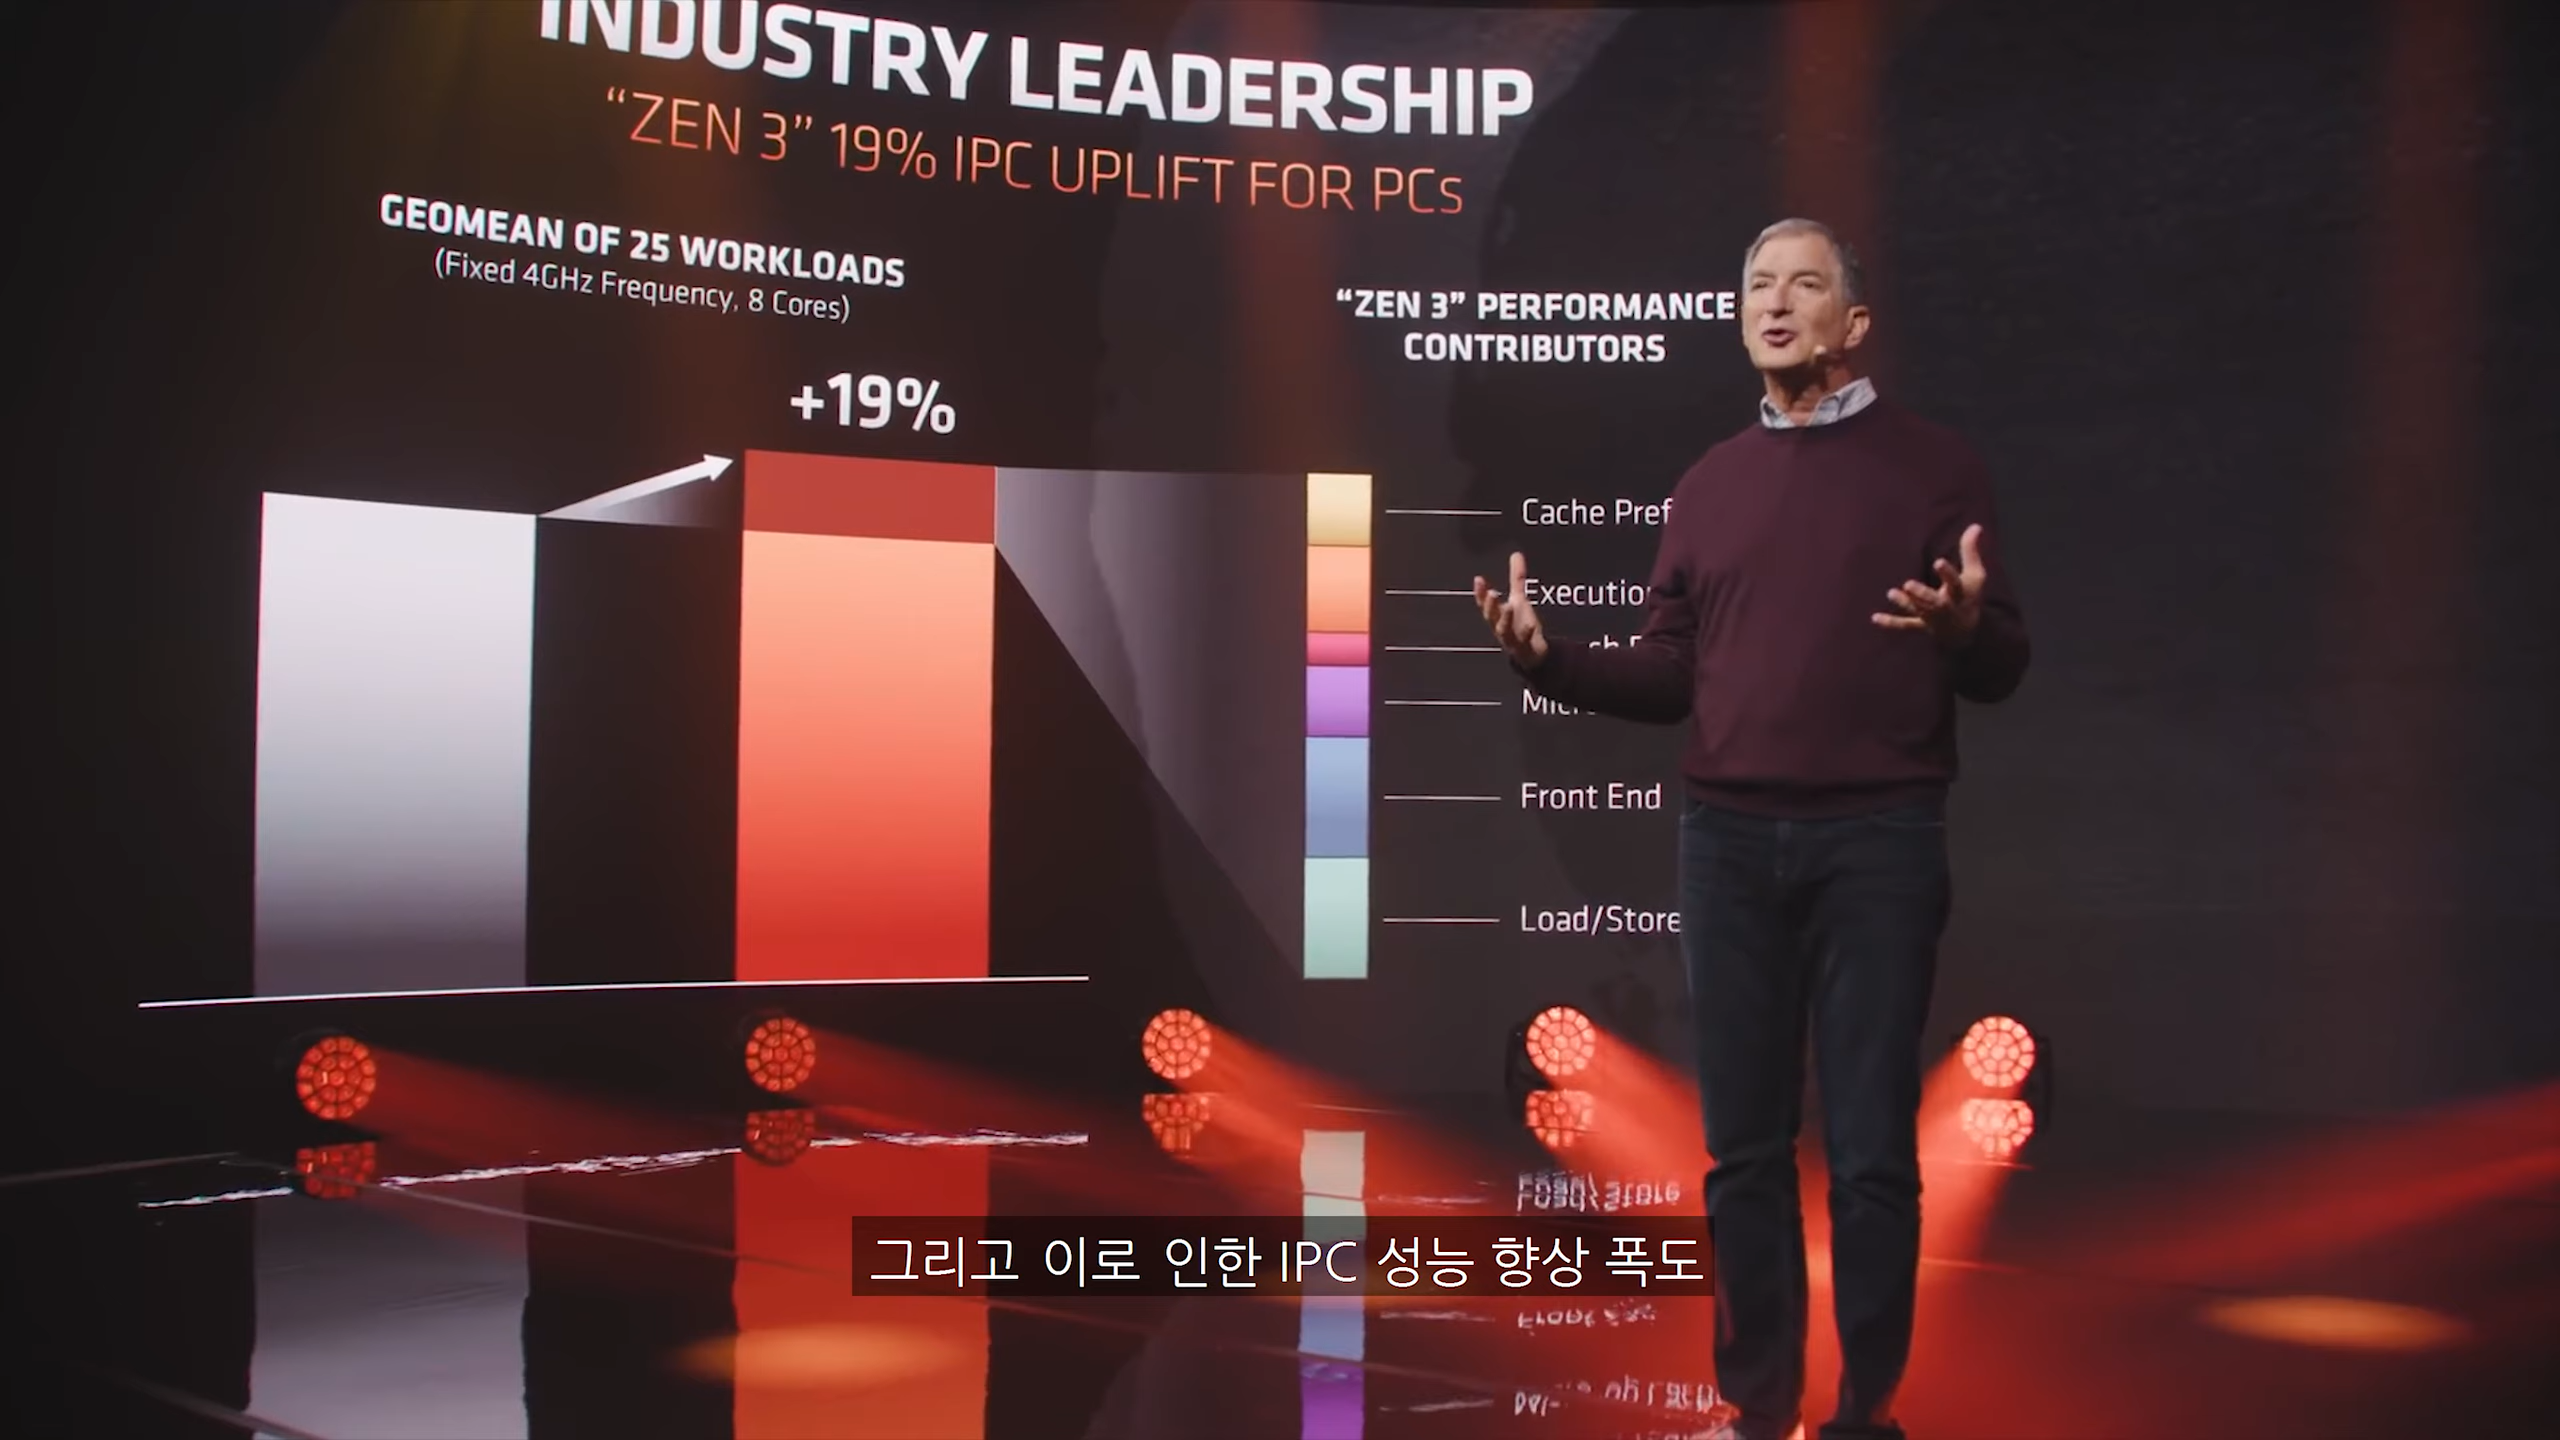 INDUSTRY LEADERSHIP
“ZEN 3” 19% IPC UPLIFT FOR PCs
GEOMEAN OF 25 WORKLOADS
(Fixed 4GHz Frequency, 8 Cores)
+19%
“ZEN 3” PERFORMANCE
CONTRIBUTORS
Cache
Front End
Load/Store
그리고 이로 인한 IPC 성능 향상 폭도